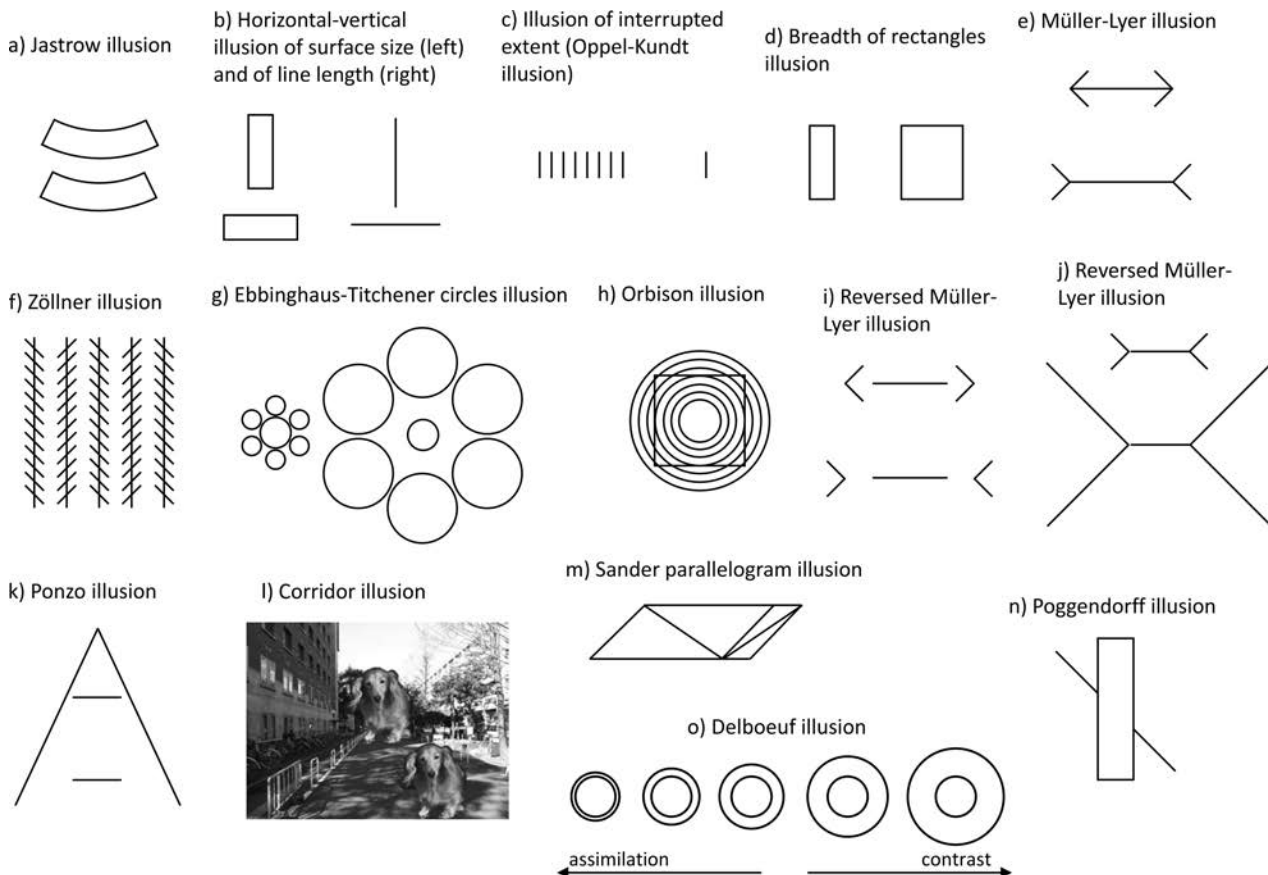 a) Jastrow illusion
b) Horizontal-vertical
illusion of surface size (left)
and of line length (right)
c) Illusion of interrupted
extent (Oppel-Kundt
illusion)
d) Breadth of rectangles
illusion
e) Müller-Lyer illusion
f) Zöllner illusion
g) Ebbinghaus-Titchener circles illusion
h) Orbison illusion
i) Reversed Müller-
Lyer illusion
j) Reversed Müller-
Lyer illusion
k) Ponzo illusion
l) Corridor illusion
m) Sander parallelogram illusion
n) Poggendorff illusion
o) Delboeuf illusion
assimilation
contrast